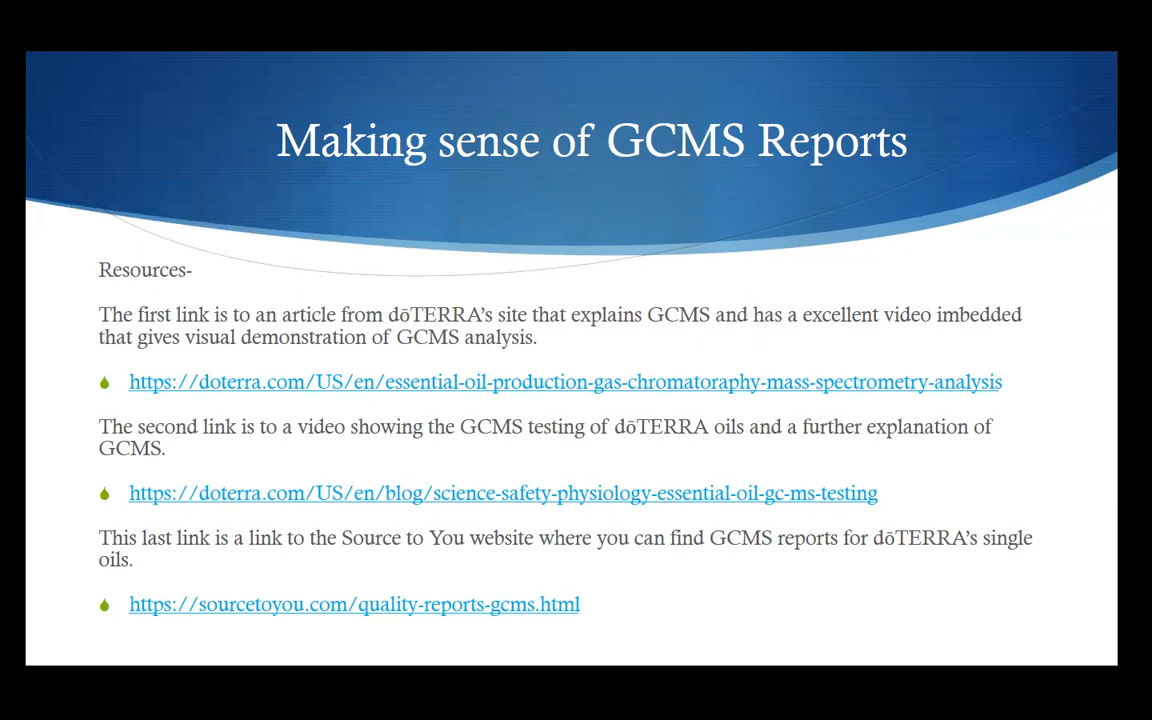 Making sense of GCMS Reports
Resources-
The first link is to an article from dōTERRA's site that explains GCMS and has a excellent video imbedded
that gives visual demonstration of GCMS analysis.
https://doterra.com/US/en/essential-oil-production-gas-chromatoraphy-mass-spectrometry-analysis
The second link is to a video showing the GCMS testing of dōTERRA oils and a further explanation of
GCMS.
https://doterra.com/US/en/blog/science-safety-physiology-essential-oil-gc-ms-testing
This last link is a link to the Source to You website where you can find GCMS reports for dōTERRA's single
oils.
https://sourcetoyou.com/quality-reports-gcms.html